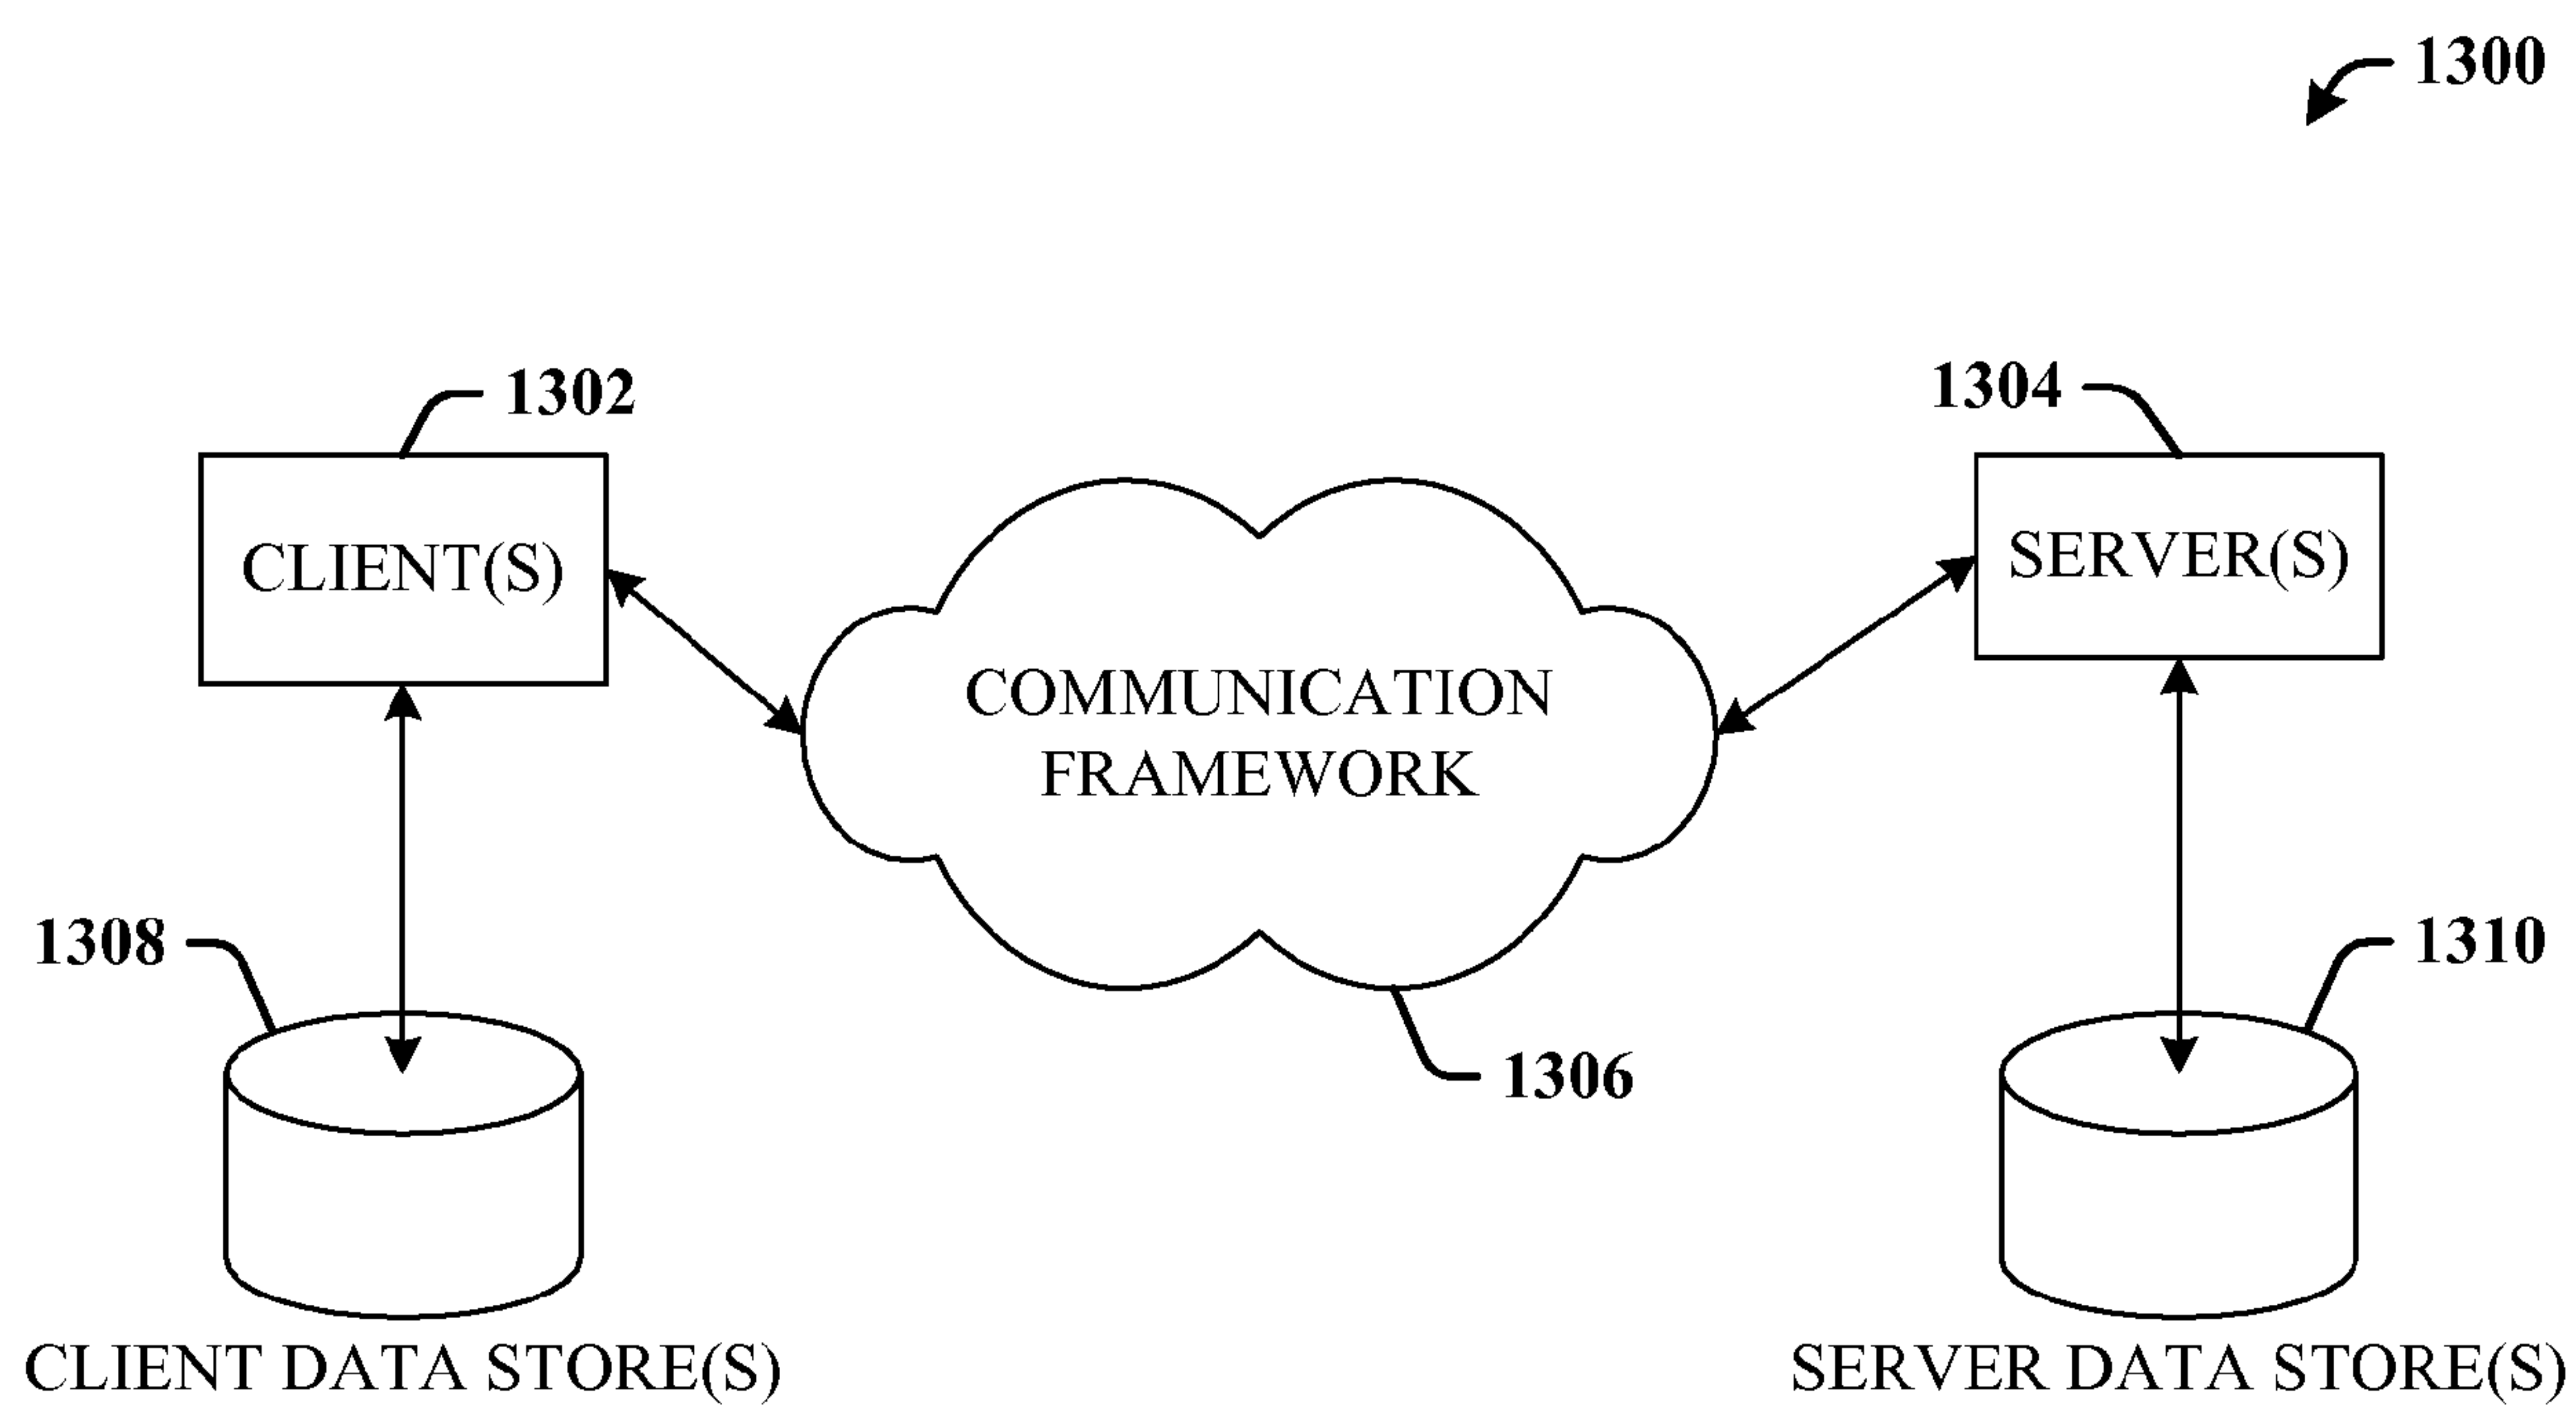 1300
1302
1304
CLIENT(S)
SERVER(S)
COMMUNICATION
FRAMEWORK
1308
1310
1306
CLIENT DATA STORE(S)
SERVER DATA STORE(S)